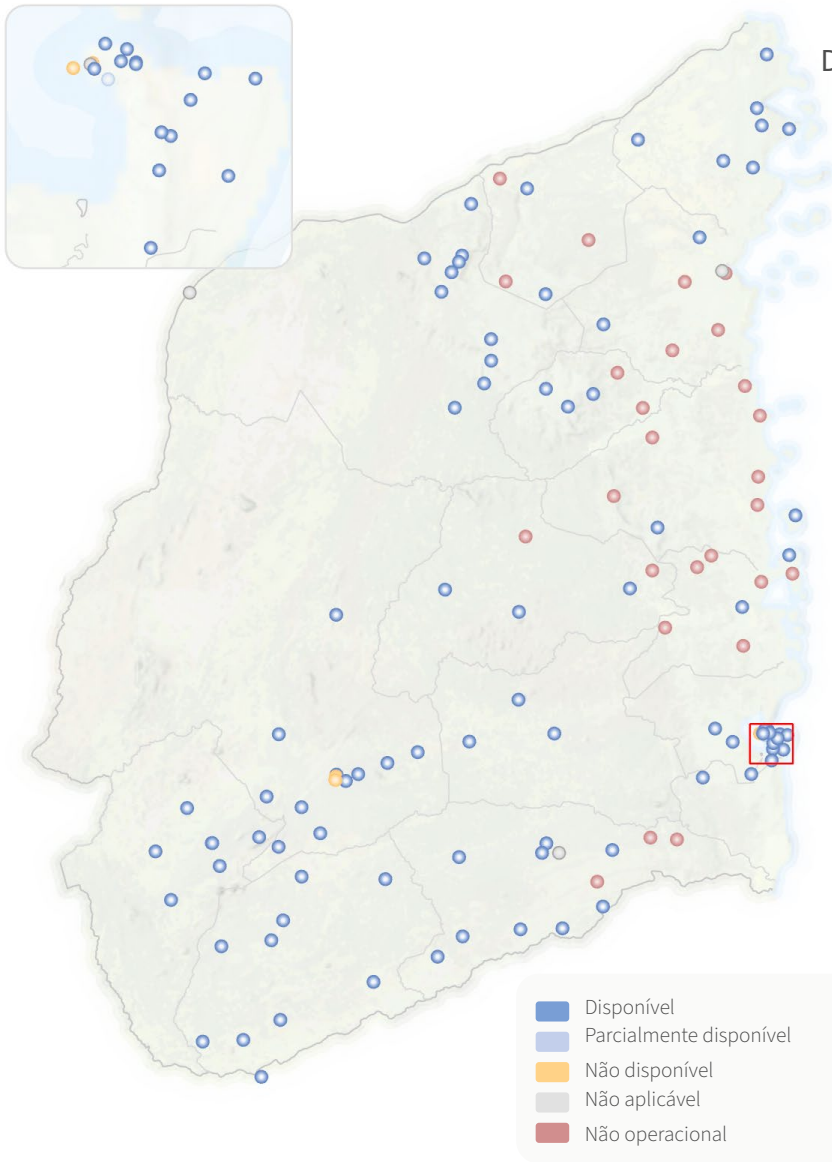 D
Disponível
Parcialmente disponível
Não disponível
Não aplicável
Não operacional